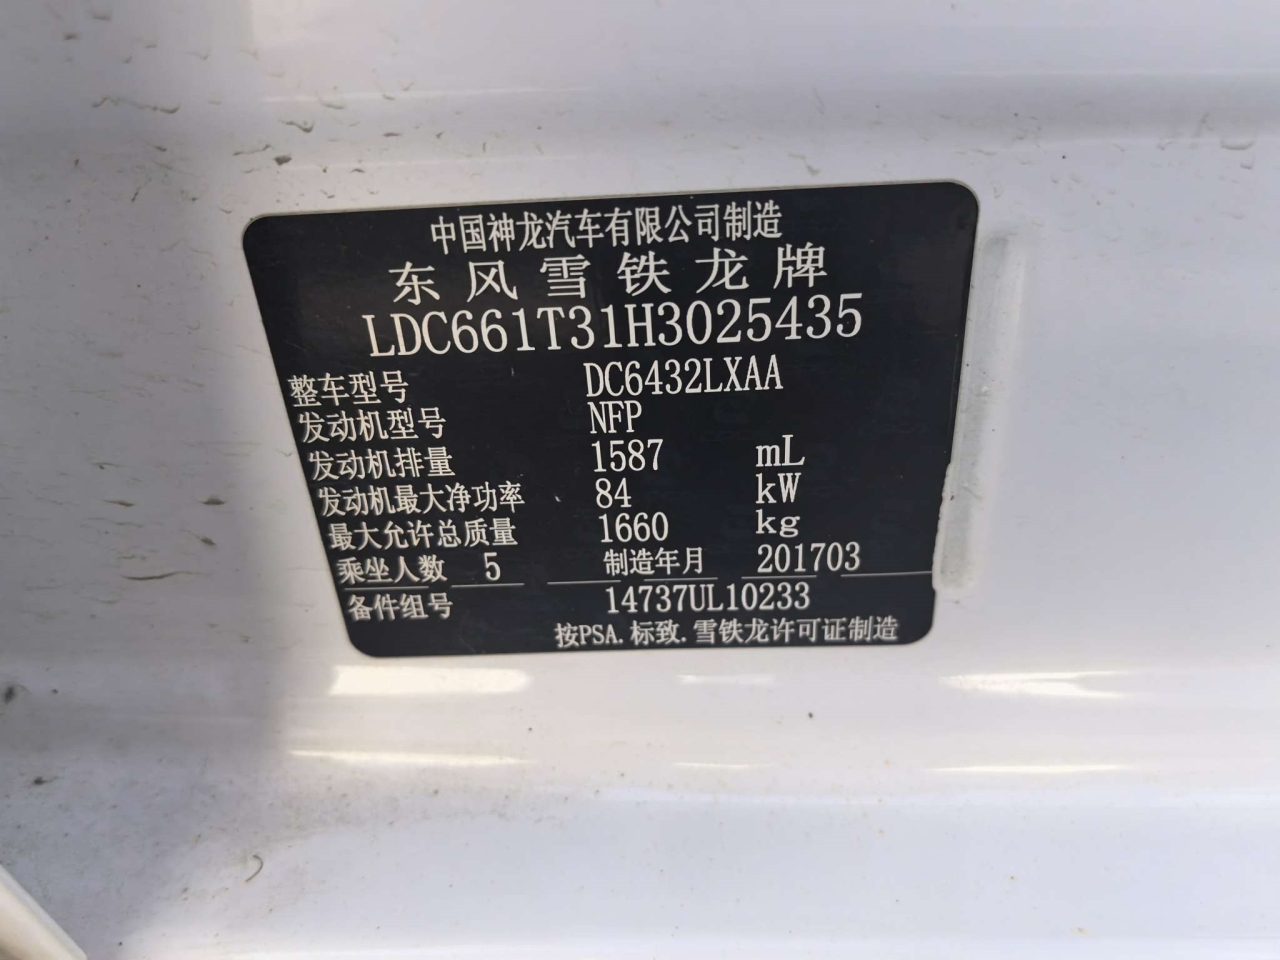 中国神龙汽车有限公司制造
东风雪铁龙牌
LDC661T31H3025435
整车型号 DC6432LXAA
发动机型号 NFP
发动机排量 1587 mL
发动机最大净功率 84 kW
最大允许总质量 1660 kg
乘坐人数 5 制造年月 201703
备件组号 14737UL10233
按PSA.标致.雪铁龙许可证制造